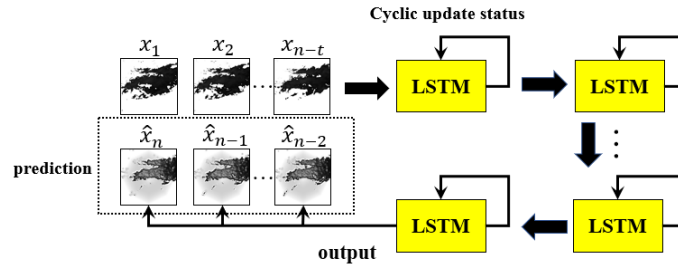 Cyclic update status
x₁ x₂ xₙ₋ₜ
...
LSTM LSTM
x̂ₙ x̂ₙ₋₁ x̂ₙ₋₂
...
prediction
LSTM LSTM
output